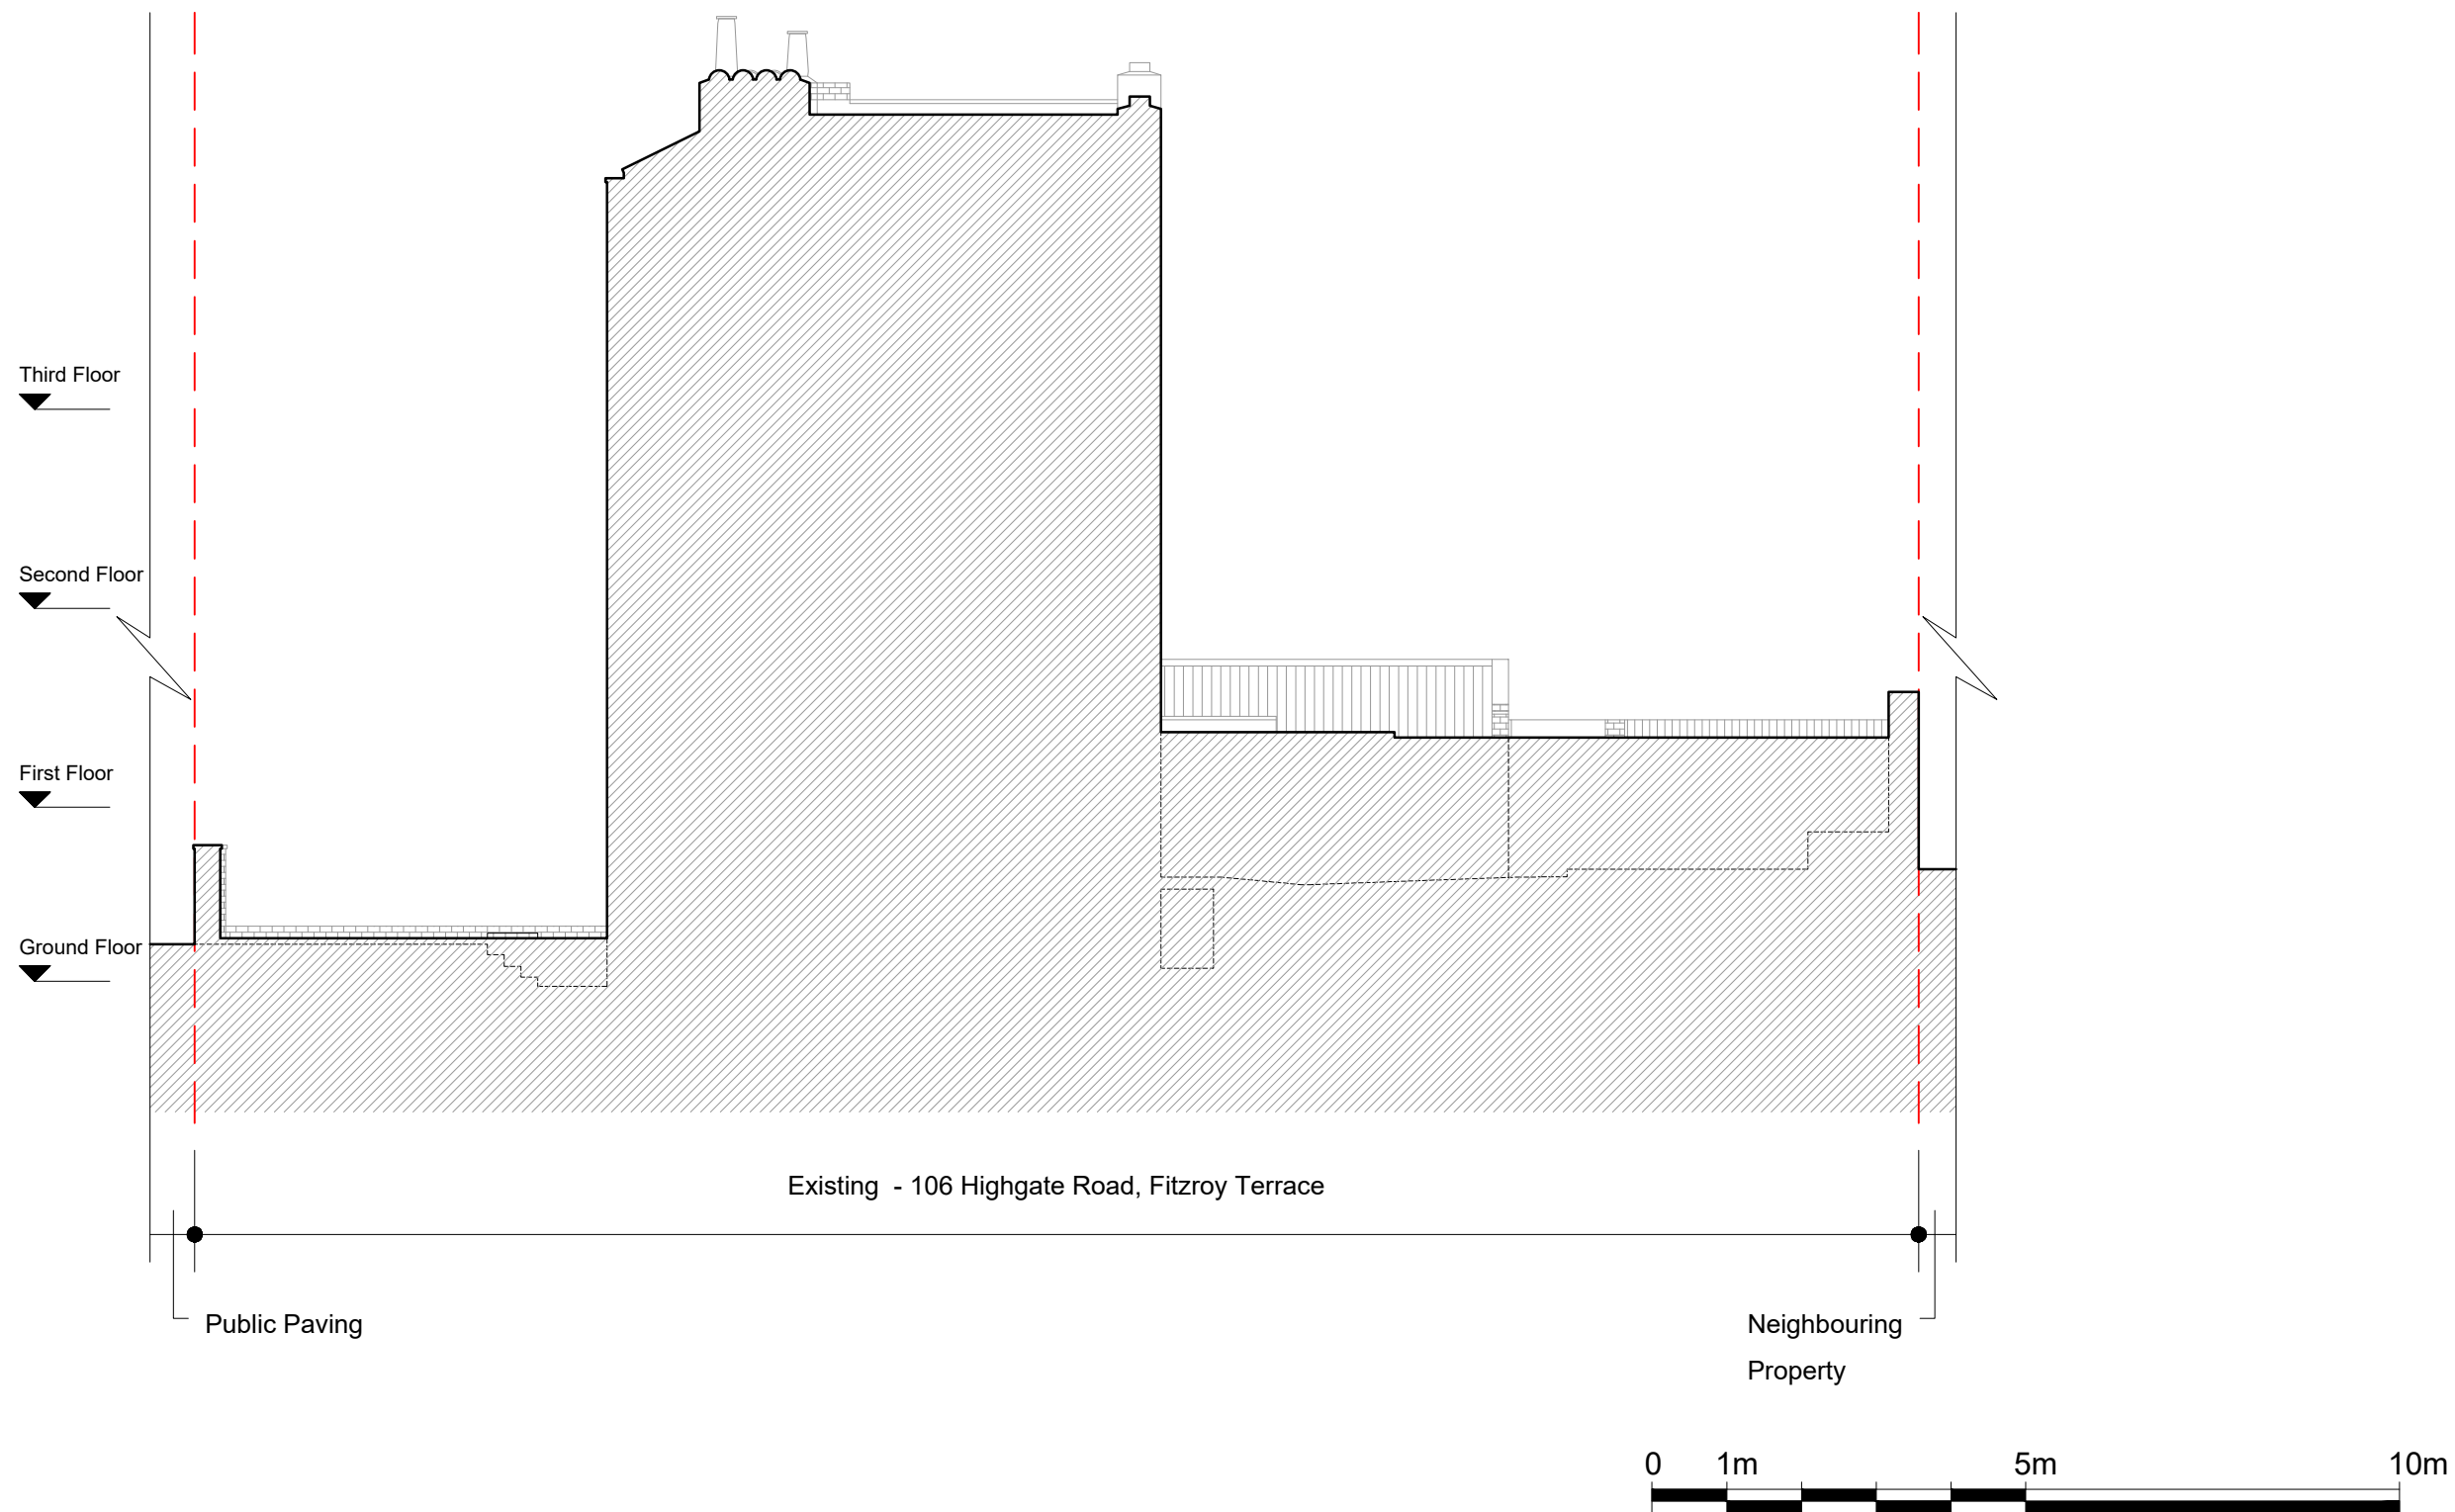 Third Floor
Second Floor
First Floor
Ground Floor
Existing - 106 Highgate Road, Fitzroy Terrace
Public Paving
Neighbouring
Property
0 1m 5m 10m